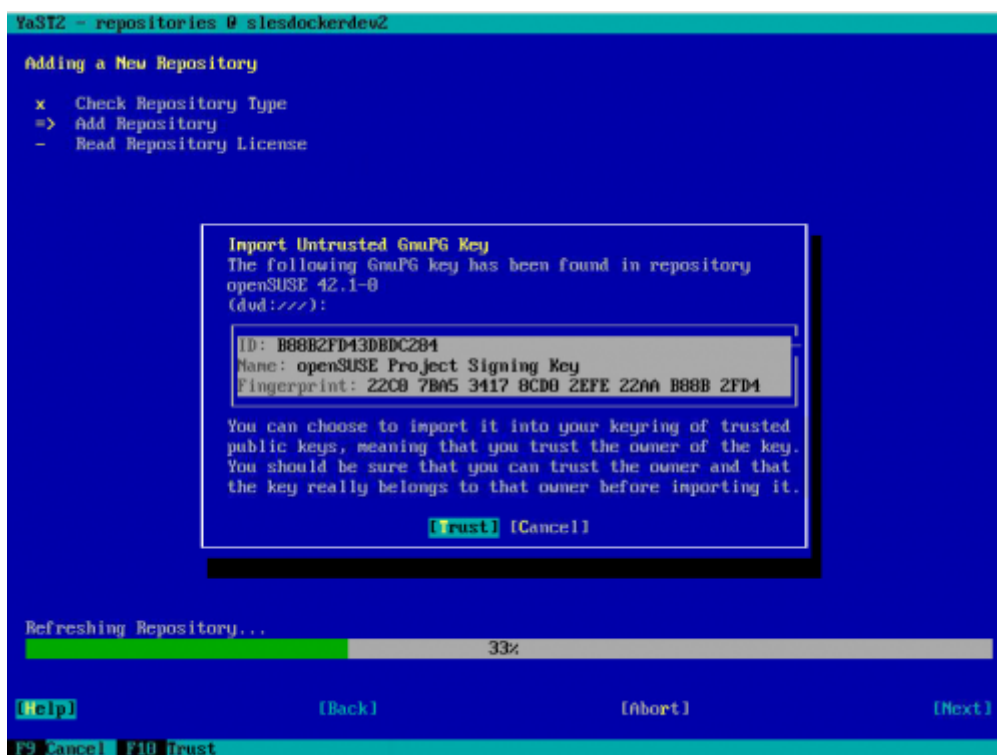 YaST2 - repositories @ slesdockerdev2
Adding a New Repository
x Check Repository Type
=> Add Repository
- Read Repository License
Import Untrusted GnuPG Key
The following GnuPG key has been found in repository
openSUSE 42.1-0
(dvd:///):
ID: B88B2FD43DBDC284
Name: openSUSE Project Signing Key
Fingerprint: 22C0 7BA5 3417 8CD0 2EFE 22AA B88B 2FD4
You can choose to import it into your keyring of trusted
public keys, meaning that you trust the owner of the key.
You should be sure that you can trust the owner and that
the key really belongs to that owner before importing it.
[Trust] [Cancel]
Refreshing Repository...
33%
[Help] [Back] [Abort] [Next]
F9 Cancel F10 Trust